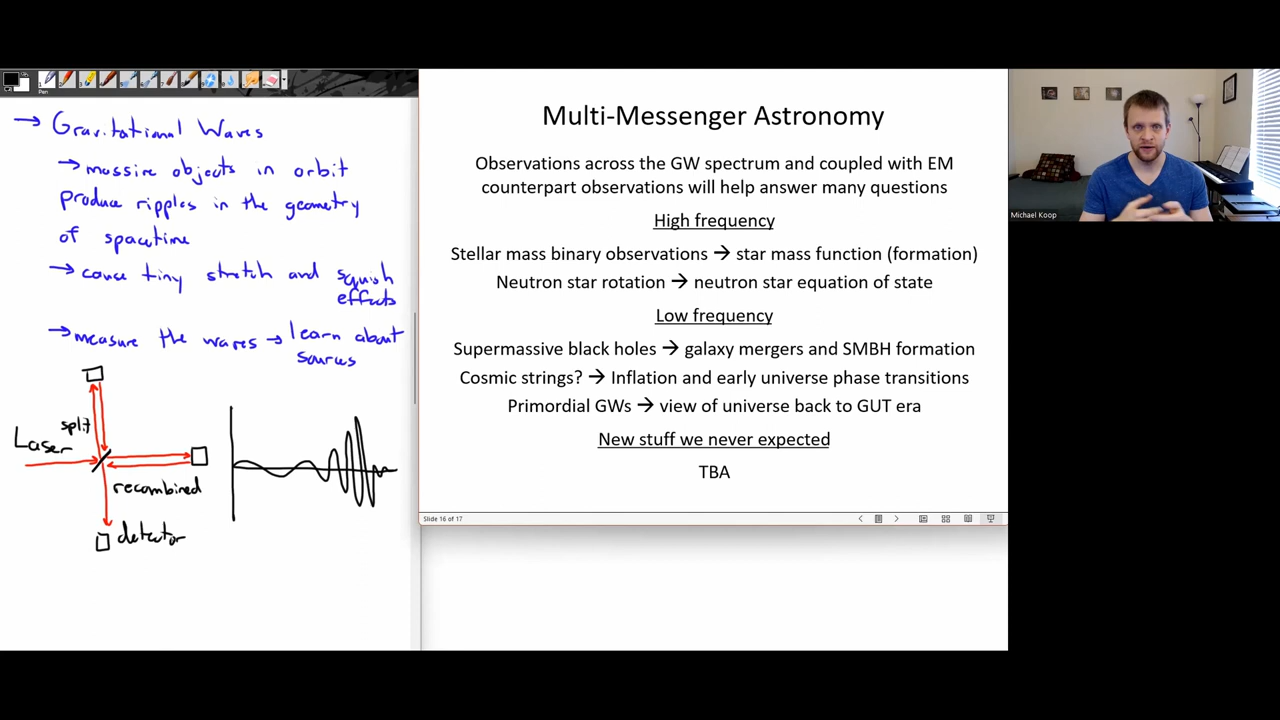 Pen
→ Gravitational Waves
→ massive objects in orbit
produce ripples in the geometry
of spacetime
→ cause tiny stretch and squish
effects
→ measure the waves → learn about
sources
Laser
split
recombined
detector
Multi-Messenger Astronomy
Observations across the GW spectrum and coupled with EM
counterpart observations will help answer many questions
High frequency
Stellar mass binary observations → star mass function (formation)
Neutron star rotation → neutron star equation of state
Low frequency
Supermassive black holes → galaxy mergers and SMBH formation
Cosmic strings? → Inflation and early universe phase transitions
Primordial GWs → view of universe back to GUT era
New stuff we never expected
TBA
Slide 16 of 17
Michael Koop